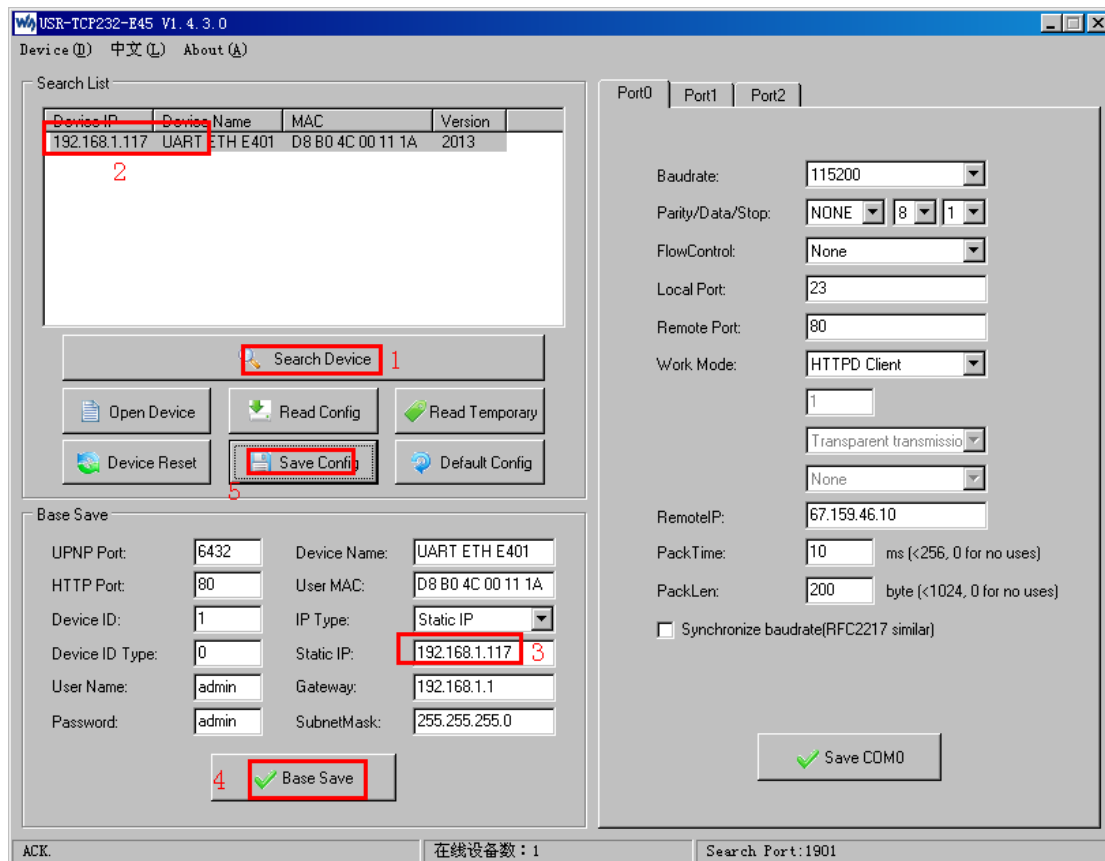 USR-TCP232-E45 V1.4.3.0
Device(D) 中文(L) About(A)
Search List
Device IP Device Name MAC Version
192.168.1.117 UART ETH E401 D8 B0 4C 00 11 1A 2013
2
Search Device 1
Open Device Read Config Read Temporary
Device Reset Save Config Default Config
5
Base Save
UPNP Port: 6432 Device Name: UART ETH E401
HTTP Port: 80 User MAC: D8 B0 4C 00 11 1A
Device ID: 1 IP Type: Static IP
Device ID Type: 0 Static IP: 192.168.1.117 3
User Name: admin Gateway: 192.168.1.1
Password: admin SubnetMask: 255.255.255.0
4 Base Save
Port0 Port1 Port2
Baudrate: 115200
Parity/Data/Stop: NONE 8 1
FlowControl: None
Local Port: 23
Remote Port: 80
Work Mode: HTTPD Client
1
Transparent transmissio
None
RemoteIP: 67.159.46.10
PackTime: 10 ms (<256, 0 for no uses)
PackLen: 200 byte (<1024, 0 for no uses)
Synchronize baudrate(RFC2217 similar)
Save COM0
ACK. 在线设备数：1 Search Port:1901